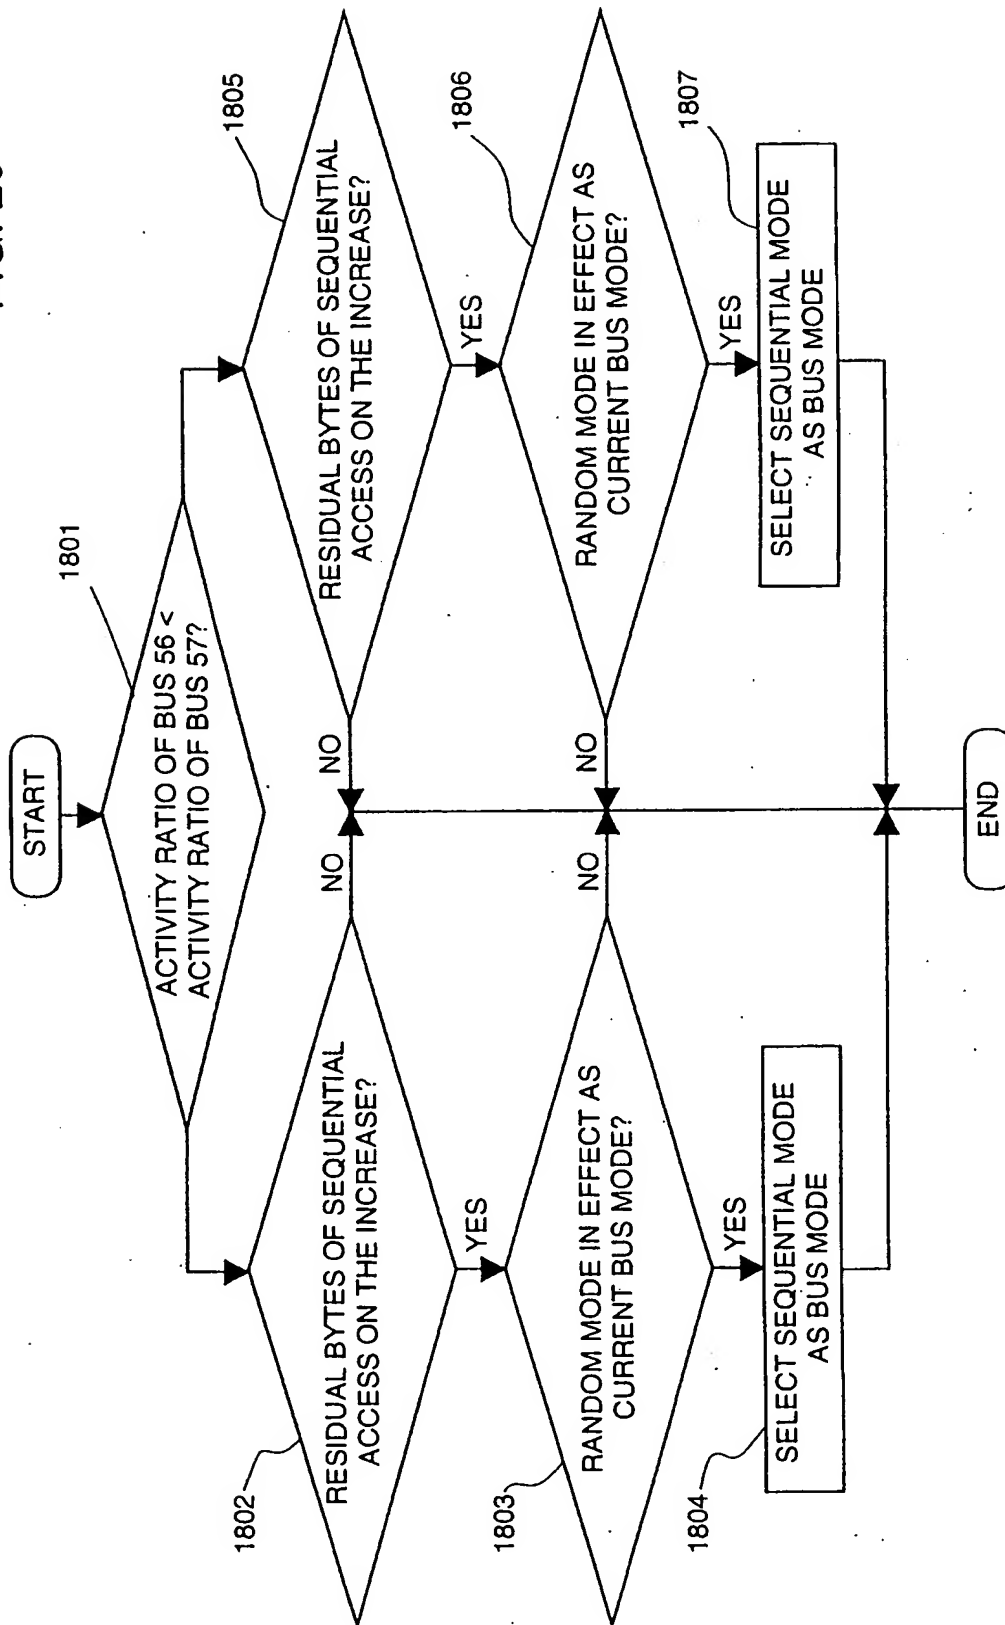 START
1801
ACTIVITY RATIO OF BUS 56 <
ACTIVITY RATIO OF BUS 57?
1802
RESIDUAL BYTES OF SEQUENTIAL
ACCESS ON THE INCREASE?
NO
NO
1805
RESIDUAL BYTES OF SEQUENTIAL
ACCESS ON THE INCREASE?
YES
YES
1803
RANDOM MODE IN EFFECT AS
CURRENT BUS MODE?
NO
NO
1806
RANDOM MODE IN EFFECT AS
CURRENT BUS MODE?
YES
YES
1804
SELECT SEQUENTIAL MODE
AS BUS MODE
1807
SELECT SEQUENTIAL MODE
AS BUS MODE
END